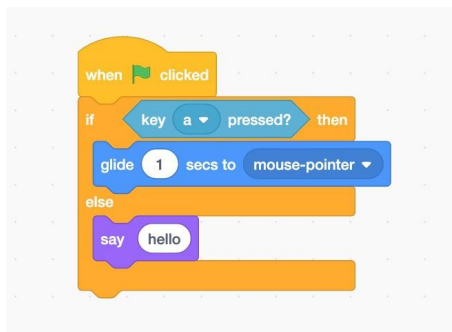 when clicked
if key a pressed? then
glide 1 secs to mouse-pointer
else
say hello